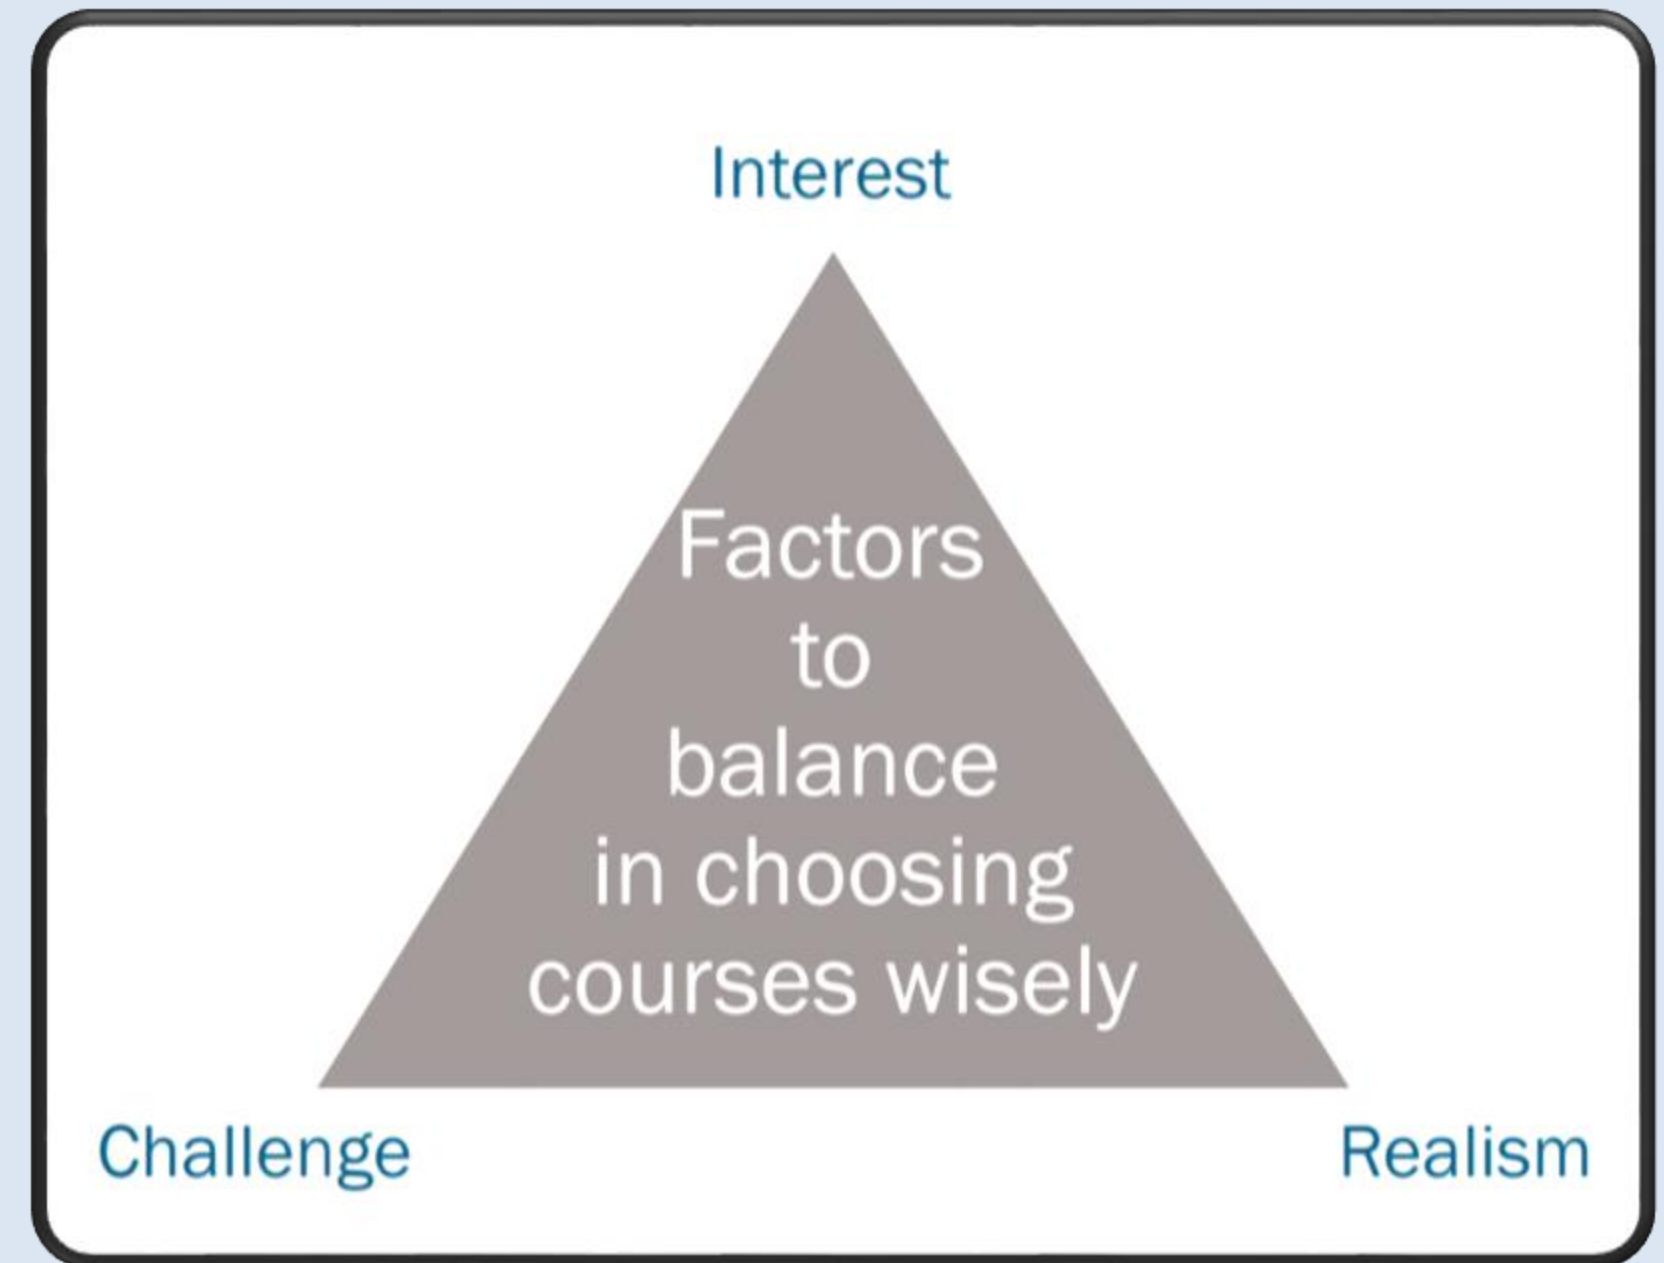 Interest
Factors
to
balance
in choosing
courses wisely
Challenge
Realism